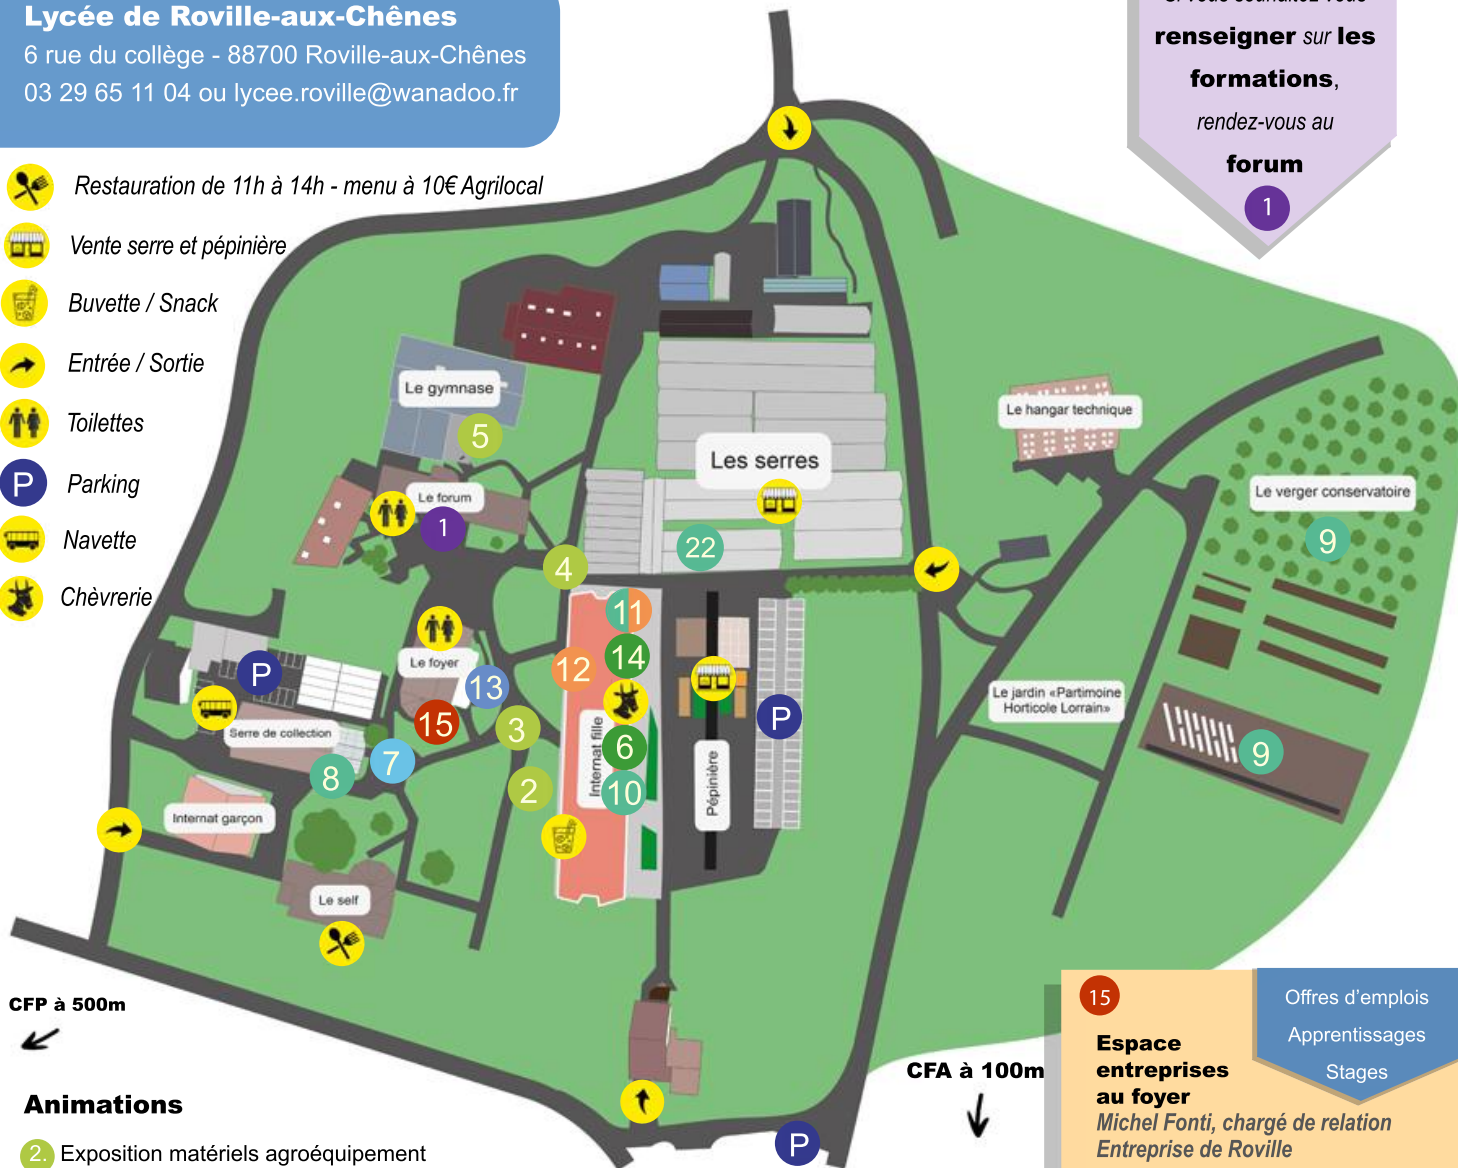 Lycée de Roville-aux-Chênes
6 rue du collège - 88700 Roville-aux-Chênes
03 29 65 11 04 ou lycee.roville@wanadoo.fr
renseigner sur les
formations,
rendez-vous au
forum
1
Restauration de 11h à 14h - menu à 10€ Agrilocal
Vente serre et pépinière
Buvette / Snack
Entrée / Sortie
Toilettes
P Parking
Navette
Chèvrerie
Le gymnase
5
Le hangar technique
Les serres
Le forum
1
Le verger conservatoire
9
22
4
11
12
14
Le foyer
13
15
3
P
Serre de collection
8
7
Internat fille
6
10
2
Pépinière
P
Le jardin «Partimoine
Horticole Lorrain»
9
Internat garçon
Le self
CFP à 500m
CFA à 100m
P
15
Espace
entreprises
au foyer
Michel Fonti, chargé de relation
Entreprise de Roville
Offres d'emplois
Apprentissages
Stages
Animations
2. Exposition matériels agroéquipement